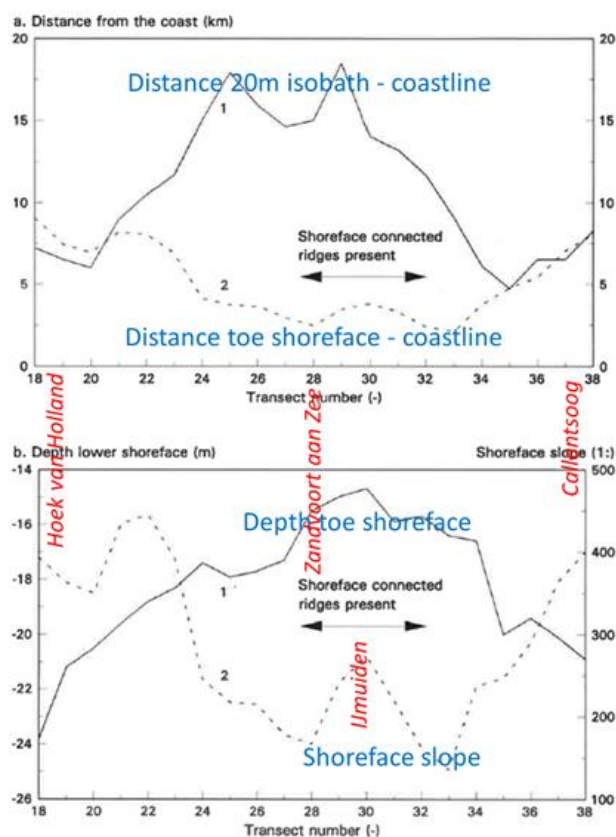 a. Distance from the coast (km)
20 20
Distance 20m isobath - coastline
1
15 15
10 10
Shoreface connected
ridges present
5 2 5
Distance toe shoreface - coastline
0 0
18 20 22 24 26 28 30 32 34 36 38
Transect number (-)
Hoek van Holland
Zandvoort aan Zee
Callantsoog
b. Depth lower shoreface (m) Shoreface slope (1:)
-14 500
Depth toe shoreface
-16
1
Shoreface connected
ridges present
-18 400
-20 300
2
IJmuiden
-22 200
-24
Shoreface slope
-26 100
18 20 22 24 26 28 30 32 34 36 38
Transect number (-)